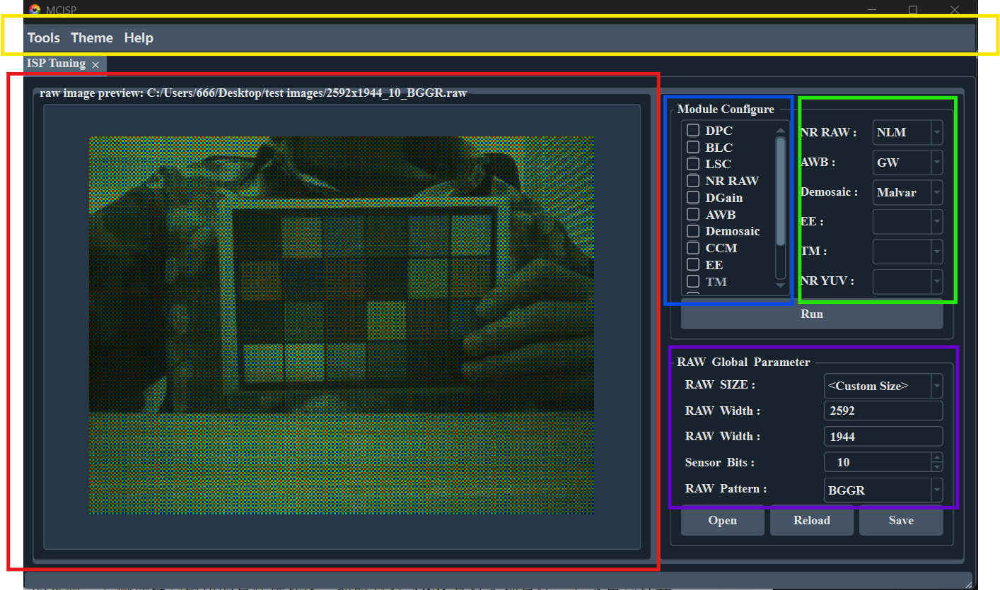 MCISP
Tools Theme Help
ISP Tuning ×
raw image preview: C:/Users/666/Desktop/test images/2592x1944_10_BGGR.raw
Module Configure
DPC
BLC
LSC
NR RAW
DGain
AWB
Demosaic
CCM
EE
TM
NR RAW : NLM
AWB : GW
Demosaic : Malvar
EE :
TM :
NR YUV :
Run
RAW Global Parameter
RAW SIZE : <Custom Size>
RAW Width : 2592
RAW Width : 1944
Sensor Bits : 10
RAW Pattern : BGGR
Open Reload Save